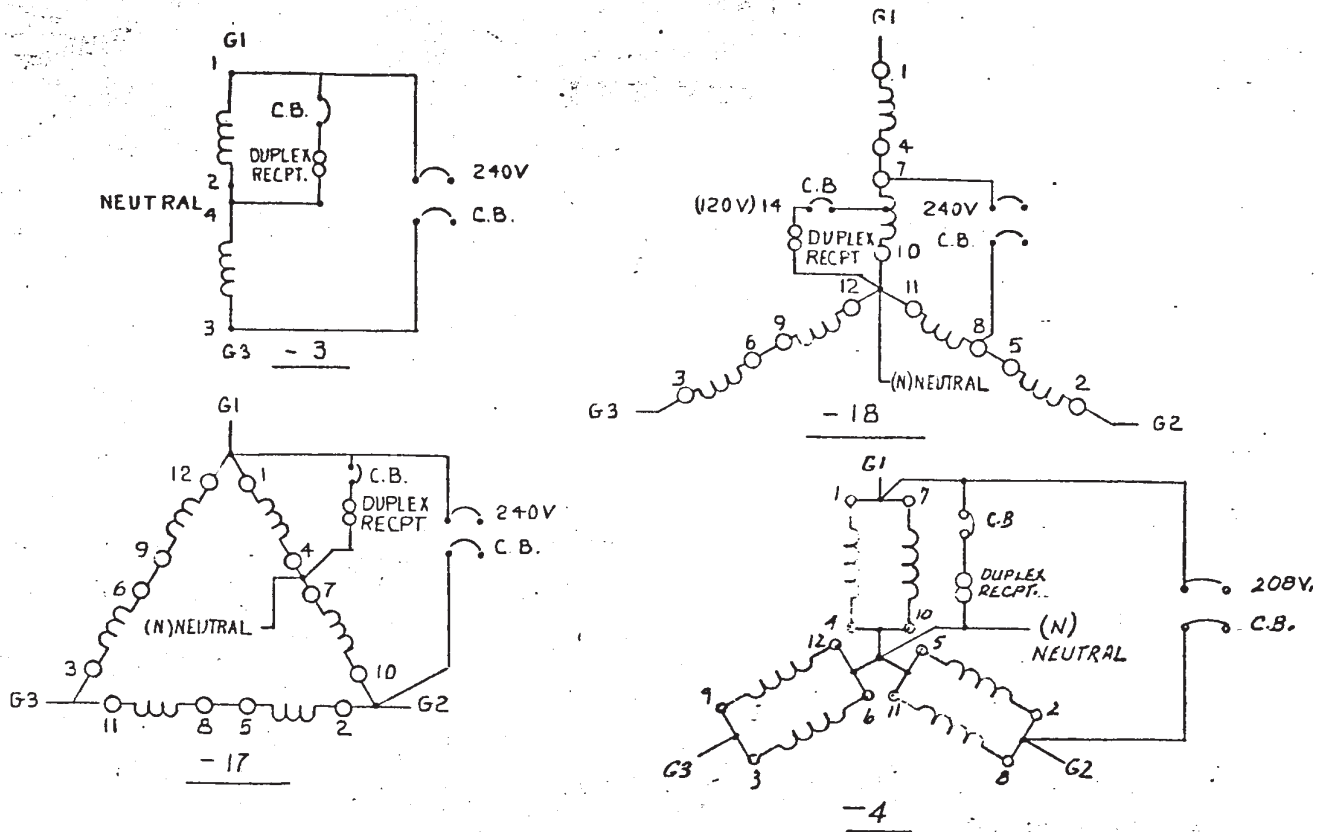 G1
1
C.B.
DUPLEX
RECPT.
2
NEUTRAL
4
240V
C.B.
3
G3
- 3
G1
1
4
7
C.B
(120V) 14
240V
C.B.
DUPLEX
RECPT
10
12
11
9
8
6
5
3
2
(N) NEUTRAL
G3
G2
- 18
G1
12
1
C.B.
DUPLEX
RECPT
240V
C.B.
9
4
6
7
(N) NEUTRAL
3
10
G3
G2
11
8
5
2
- 17
G1
1
7
C.B
DUPLEX
RECPT..
208V.
C.B.
4
10
(N)
NEUTRAL
12
5
9
6
11
2
G3
3
8
G2
- 4